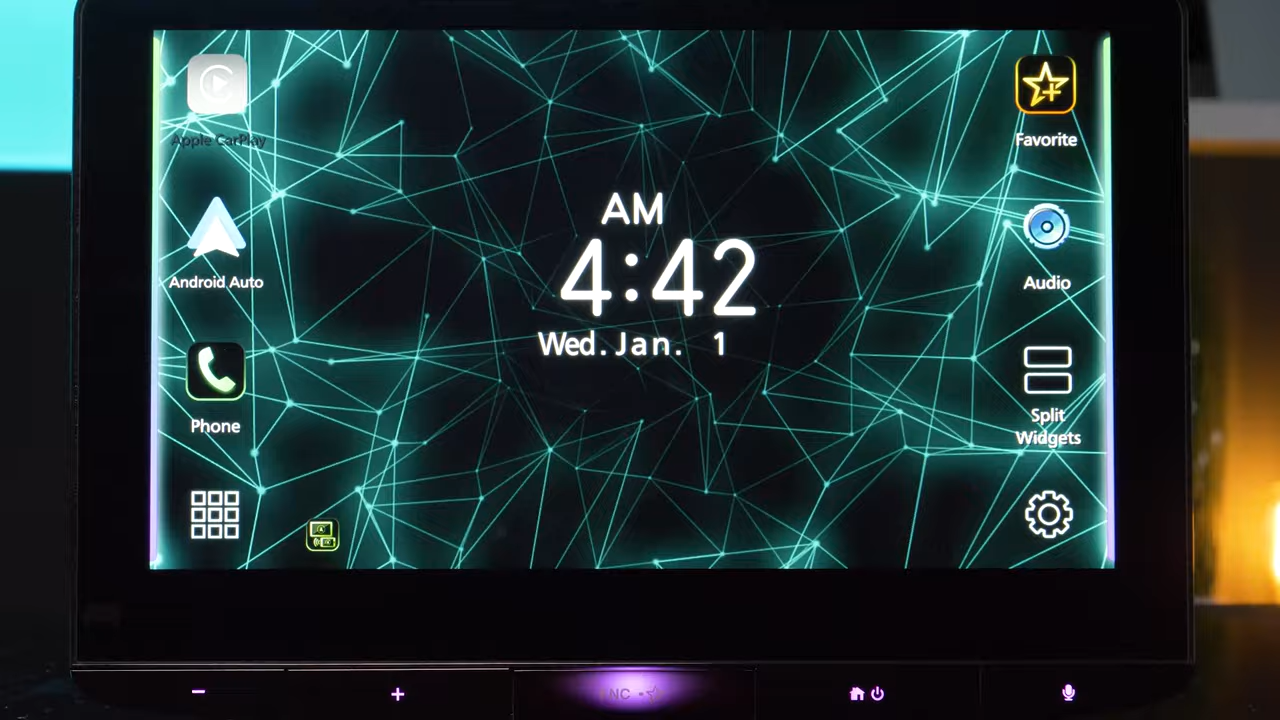 Apple CarPlay
Favorite
AM
4:42
Wed. Jan. 1
Android Auto
Audio
Phone
Split
Widgets